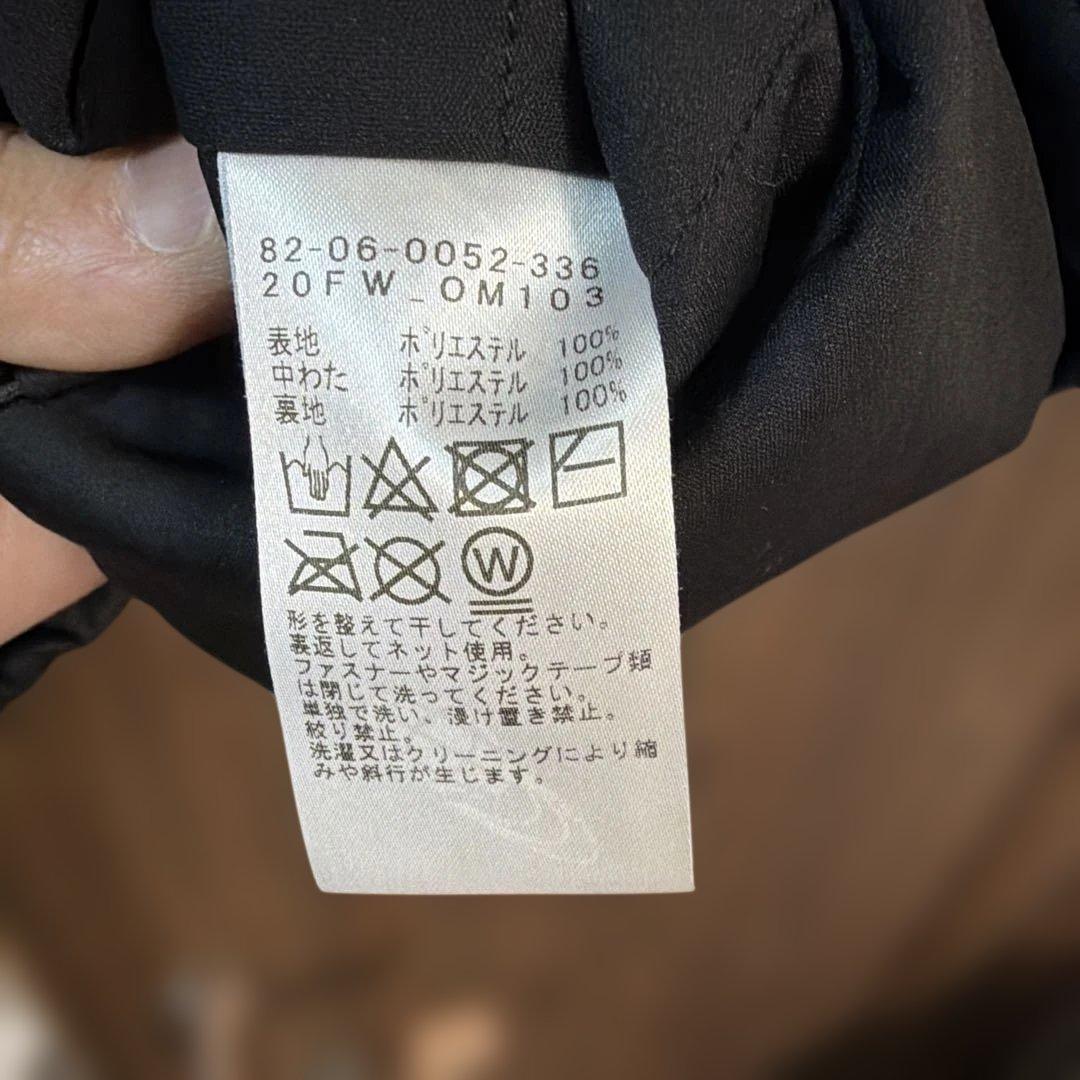 82-06-0052-336
20FW_OM103
表地 ポリエステル 100%
中わた ポリエステル 100%
裏地 ポリエステル 100%
W
形を整えて干してください。
裏返してネット使用。
ファスナーやマジックテープ類
は閉じて洗ってください。
単独で洗い、浸け置き禁止。
絞り禁止。
洗濯又はクリーニングにより縮
みや斜行が生じます。